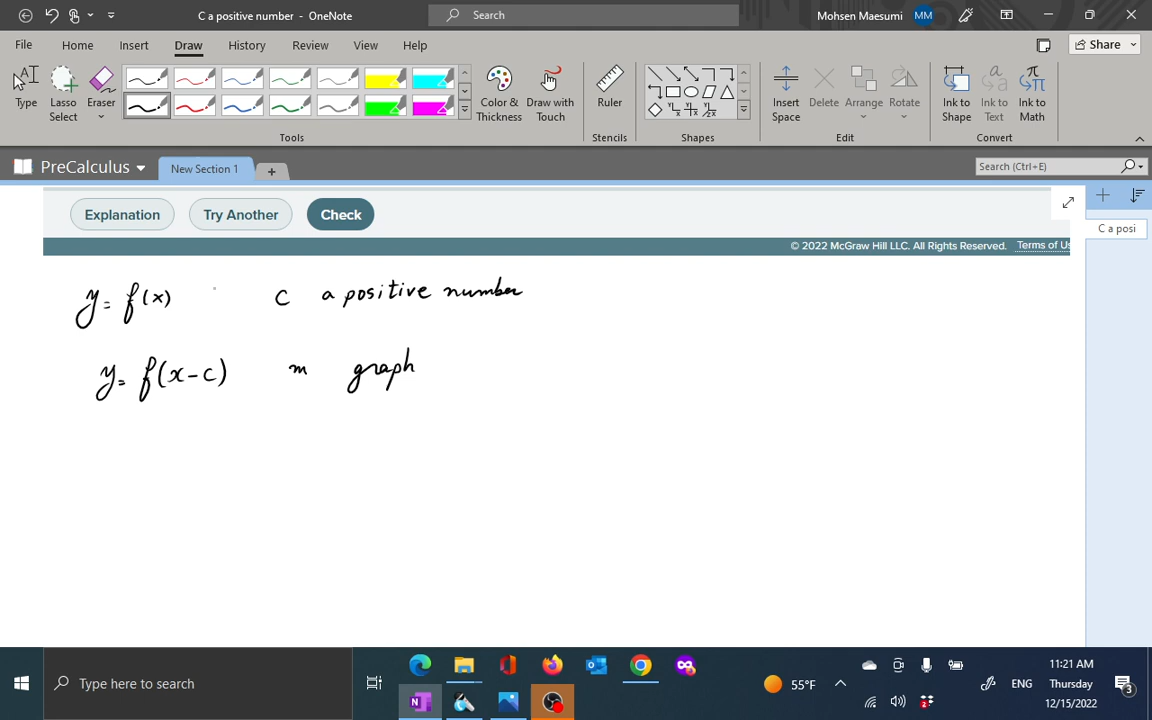 C a positive number - OneNote
Search
Mohsen Maesumi MM
File Home Insert Draw History Review View Help
Share
Type
Lasso Select
Eraser
Color & Thickness
Draw with Touch
Ruler
Insert Space
Delete
Arrange
Rotate
Ink to Shape
Ink to Text
Ink to Math
Tools Stencils Shapes Edit Convert
PreCalculus New Section 1
Search (Ctrl+E)
Explanation Try Another Check
C a posi
© 2022 McGraw Hill LLC. All Rights Reserved. Terms of Us
y = f(x) C a positive number
y = f(x-c) m graph
Type here to search
55°F
ENG
11:21 AM
Thursday
12/15/2022
3